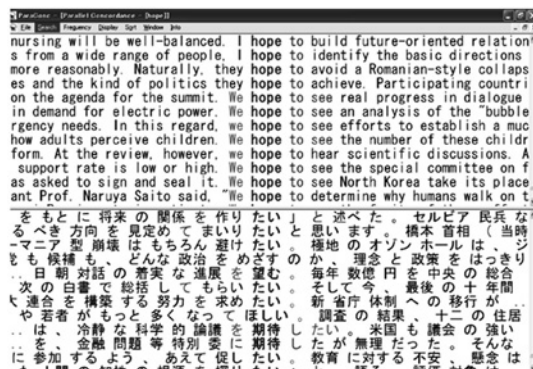 ParaConc - [Parallel Concordance - [hope]]
File Search Frequency Display Sort Window Info
nursing will be well-balanced. I hope to build future-oriented relation
s from a wide range of people, I hope to identify the basic directions
more reasonably. Naturally, they hope to avoid a Romanian-style collaps
es and the kind of politics they hope to achieve. Participating countri
on the agenda for the summit. We hope to see real progress in dialogue
in demand for electric power. We hope to see an analysis of the "bubble
rgency needs. In this regard, we hope to see efforts to establish a muc
how adults perceive children. We hope to see the number of these childr
form. At the review, however, we hope to hear scientific discussions. A
support rate is low or high. We hope to see the special committee on f
as asked to sign and seal it. We hope to see North Korea take its place
ant Prof. Naruya Saito said, "We hope to determine why humans walk on t
を もと に 将来 の 関係 を 作り たい 」 と 述べ た 。 セルビア 民兵 な
る べき 方向 を 見定め て まいり たい と 思い ます 。 橋本 首相 ( 当時
ーマニア 型 崩壊 は もちろん 避け たい 。 極地 の オゾン ホール は 、 ジ
党 も 候補 も 、 どんな 政治 を めざす の か 、 理念 と 政策 を はっきり
.. 日 朝 対話 の 着実 な 進展 を 望む 。 毎年 数億 円 を 中央 の 総合
次 の 白書 で 総括 し て もらい たい 。 そして 今 、 最後 の 十 年間
大 連合 を 構築 する 努力 を 求め たい 。 新 省庁 体制 へ の 移行 が ..
.. や 若者 が もっと 多く なっ て ほしい 。 調査 の 結果 、 十二 の 住居
.. は 、 冷静 な 科学 的 論議 を 期待 し たい 。 米国 も 議会 の 強い
.. を 、 金融 問題 等 特別 委 に 期待 し た が 無理 だっ た 。 そんな
に 参加 する よう 、 あえて 促し たい 。 教育 に対する 不安 、 懸念 は